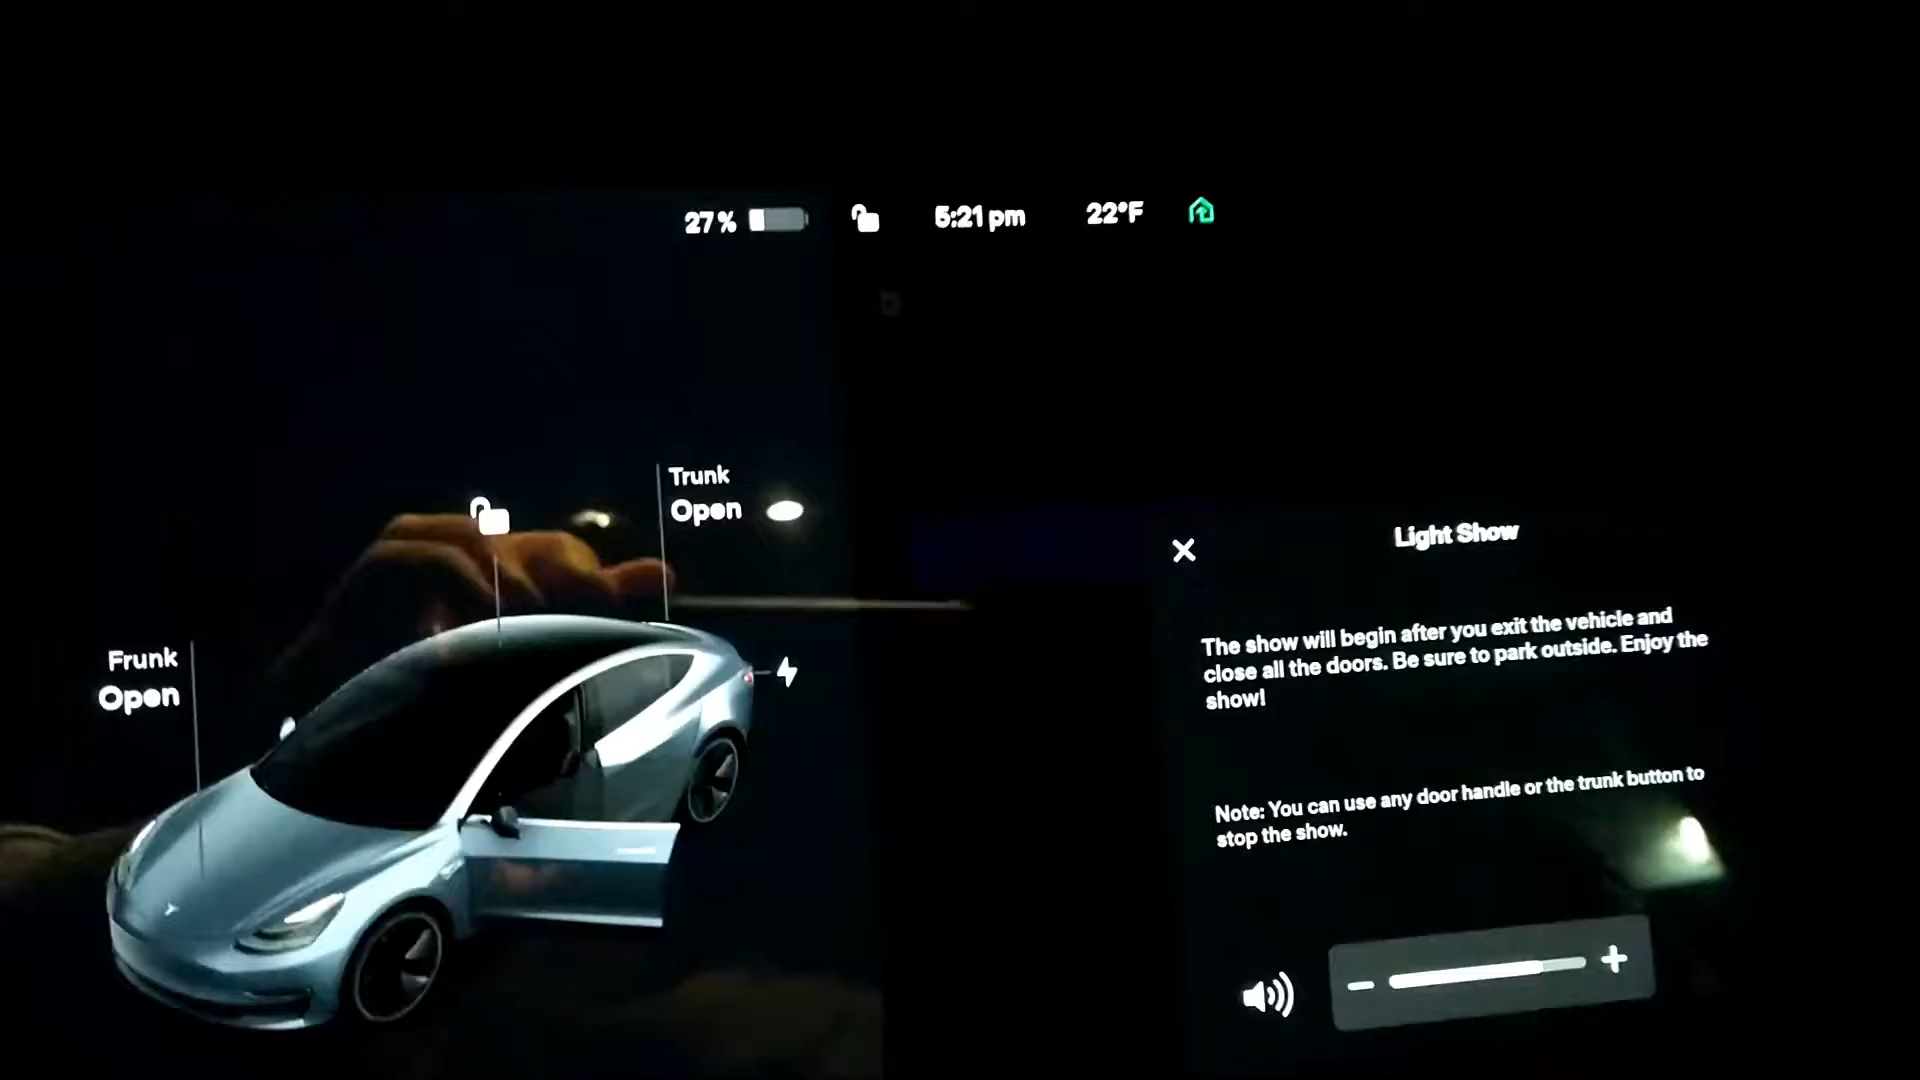 27%
5:21 pm
22°F
Trunk
Open
Frunk
Open
Light Show
The show will begin after you exit the vehicle and
close all the doors. Be sure to park outside. Enjoy the
show!
Note: You can use any door handle or the trunk button to
stop the show.